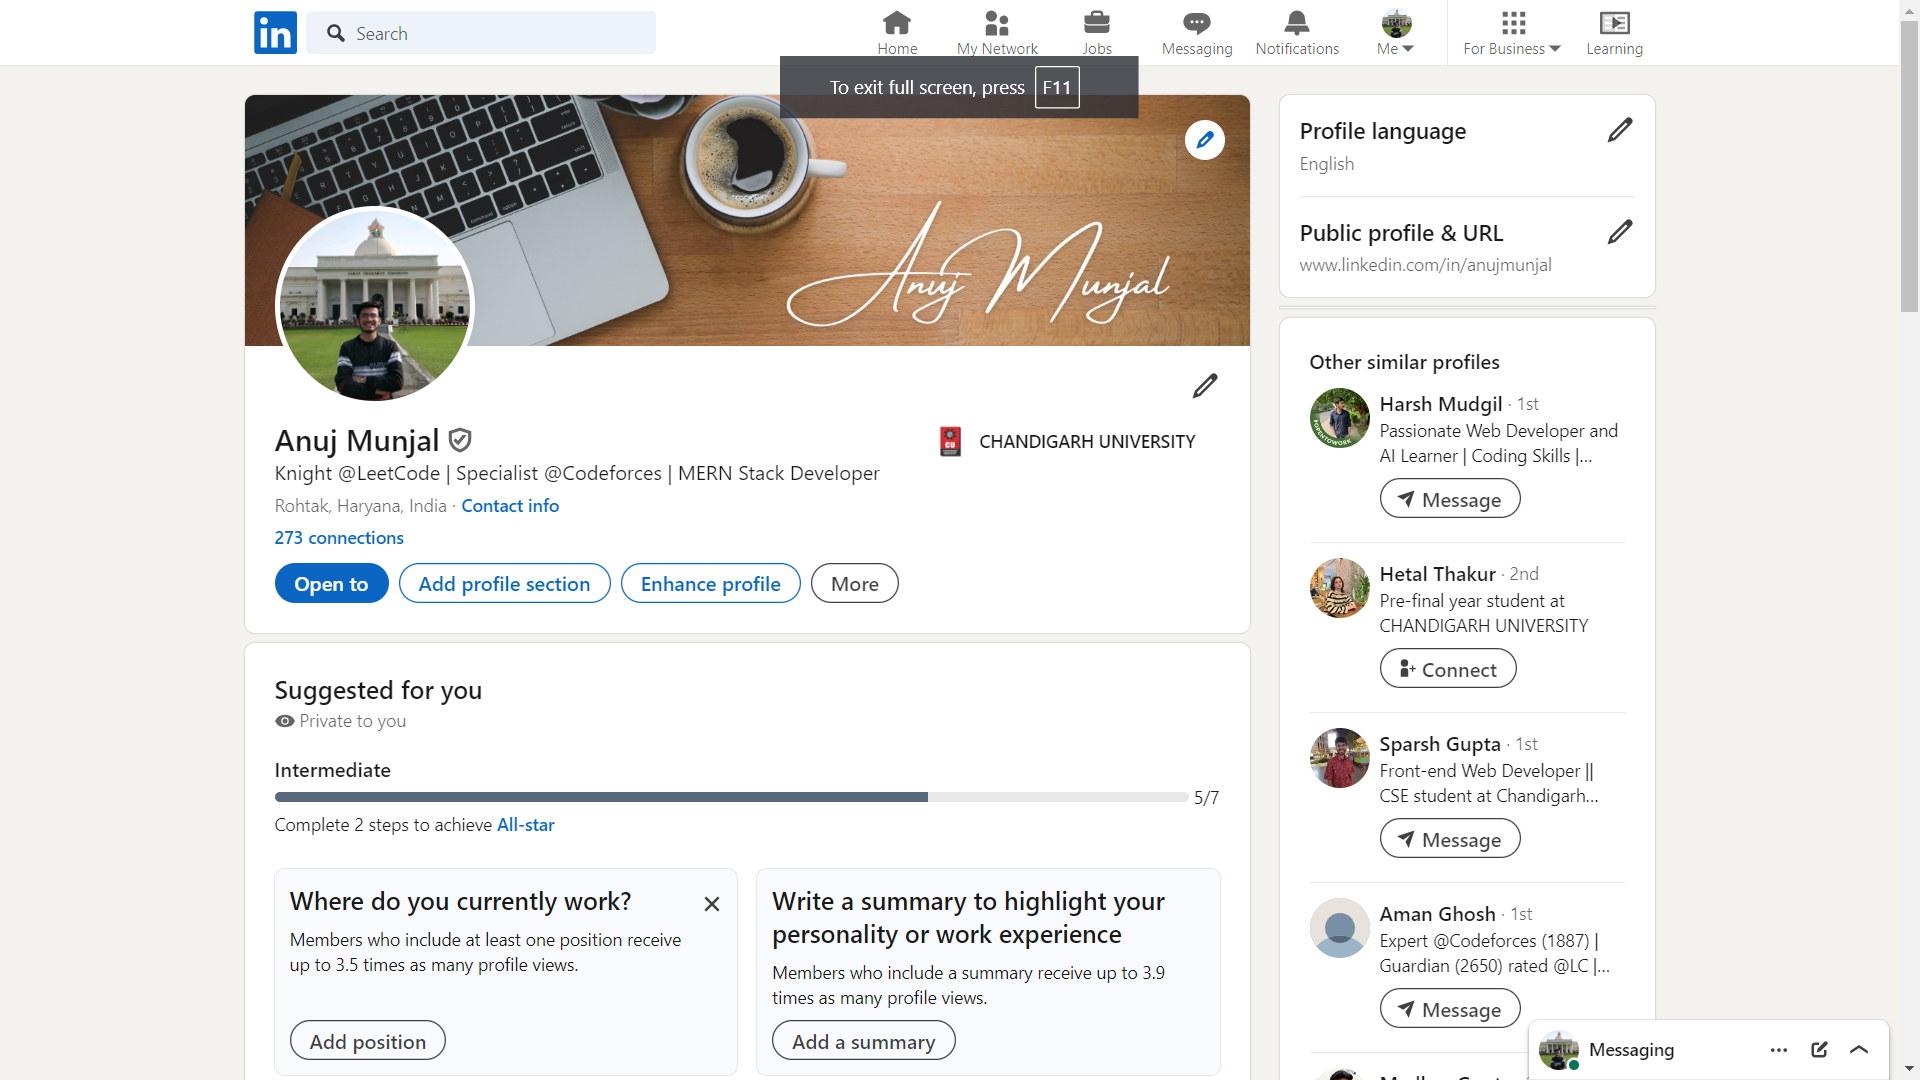 in
Search
Home
My Network
Jobs
Messaging
Notifications
Me
For Business
Learning
To exit full screen, press F11
Anuj Munjal
Anuj Munjal
Knight @LeetCode | Specialist @Codeforces | MERN Stack Developer
Rohtak, Haryana, India · Contact info
273 connections
Open to
Add profile section
Enhance profile
More
CU
CHANDIGARH UNIVERSITY
Suggested for you
Private to you
Intermediate
5/7
Complete 2 steps to achieve All-star
Where do you currently work?
Members who include at least one position receive
up to 3.5 times as many profile views.
Add position
Write a summary to highlight your
personality or work experience
Members who include a summary receive up to 3.9
times as many profile views.
Add a summary
Profile language
English
Public profile & URL
www.linkedin.com/in/anujmunjal
Other similar profiles
Harsh Mudgil · 1st
Passionate Web Developer and
AI Learner | Coding Skills |...
#OPENTOWORK
Message
Hetal Thakur · 2nd
Pre-final year student at
CHANDIGARH UNIVERSITY
Connect
Sparsh Gupta · 1st
Front-end Web Developer ||
CSE student at Chandigarh...
Message
Aman Ghosh · 1st
Expert @Codeforces (1887) |
Guardian (2650) rated @LC |...
Message
Messaging